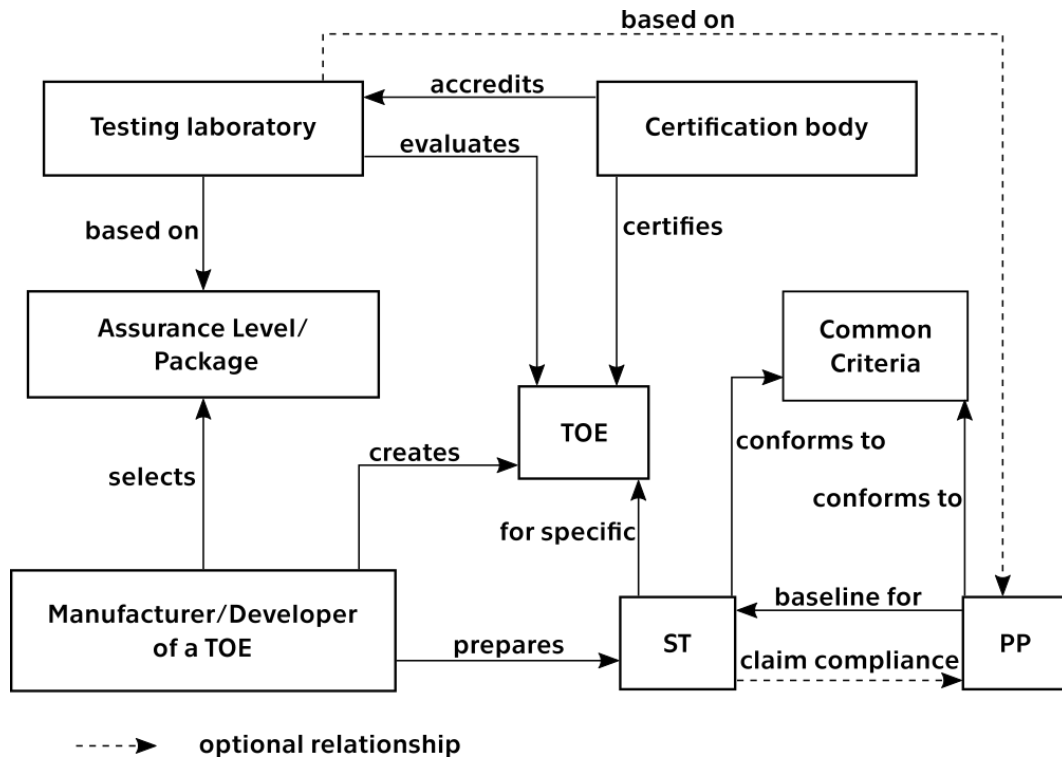 based on
accredits
Testing laboratory
Certification body
evaluates
based on
certifies
Assurance Level/
Package
Common
Criteria
TOE
conforms to
creates
selects
conforms to
for specific
Manufacturer/Developer
of a TOE
baseline for
prepares
ST
claim compliance
PP
optional relationship